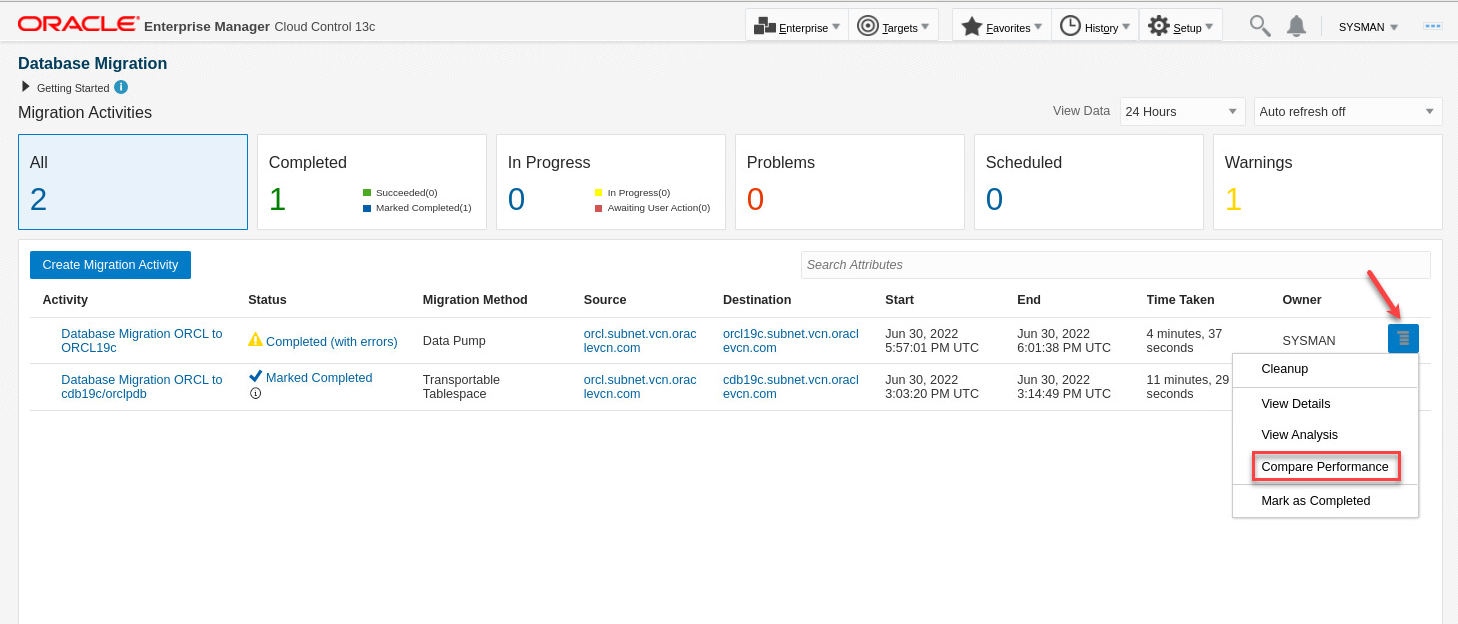 ORACLE Enterprise Manager Cloud Control 13c
Enterprise Targets Favorites History Setup SYSMAN
Database Migration
Getting Started i
Migration Activities
View Data 24 Hours Auto refresh off
All
2
Completed
1
Succeeded(0)
Marked Completed(1)
In Progress
0
In Progress(0)
Awaiting User Action(0)
Problems
0
Scheduled
0
Warnings
1
Create Migration Activity
Search Attributes
Activity Status Migration Method Source Destination Start End Time Taken Owner
Database Migration ORCL to
ORCL19c
Completed (with errors)
Data Pump
orcl.subnet.vcn.orac
levcn.com
orcl19c.subnet.vcn.oracl
evcn.com
Jun 30, 2022
5:57:01 PM UTC
Jun 30, 2022
6:01:38 PM UTC
4 minutes, 37
seconds
SYSMAN
Database Migration ORCL to
cdb19c/orclpdb
Marked Completed
Transportable
Tablespace
orcl.subnet.vcn.orac
levcn.com
cdb19c.subnet.vcn.oracl
evcn.com
Jun 30, 2022
3:03:20 PM UTC
Jun 30, 2022
3:14:49 PM UTC
11 minutes, 29
seconds
Cleanup
View Details
View Analysis
Compare Performance
Mark as Completed